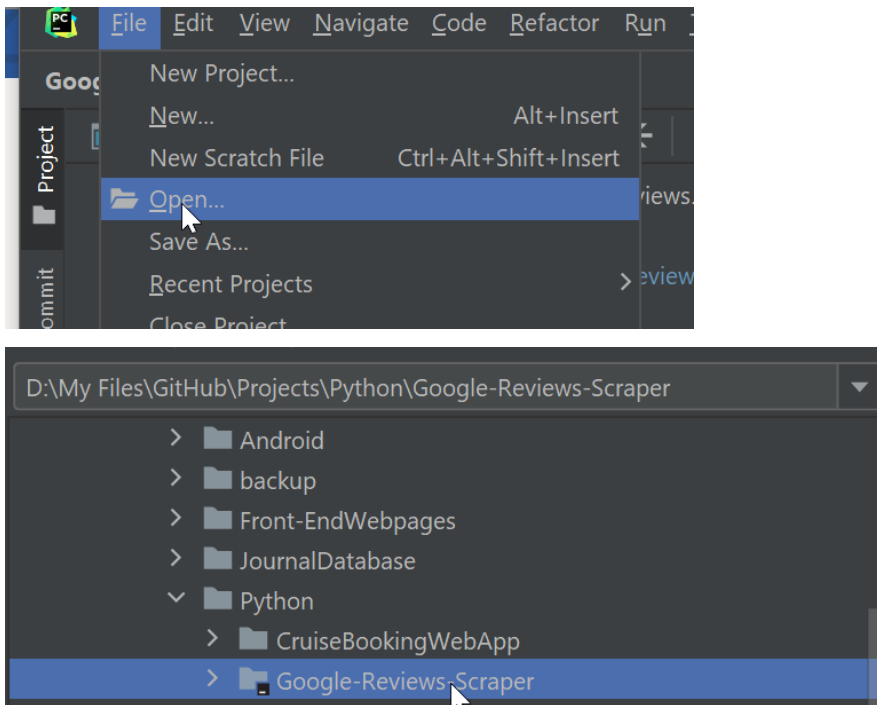 PC
File Edit View Navigate Code Refactor Run
Goog
New Project...
New... Alt+Insert
New Scratch File Ctrl+Alt+Shift+Insert
Open... iews.
Save As...
Recent Projects eview
Close Project
Project
ommit
D:\My Files\GitHub\Projects\Python\Google-Reviews-Scraper
Android
backup
Front-EndWebpages
JournalDatabase
Python
CruiseBookingWebApp
Google-Reviews-Scraper